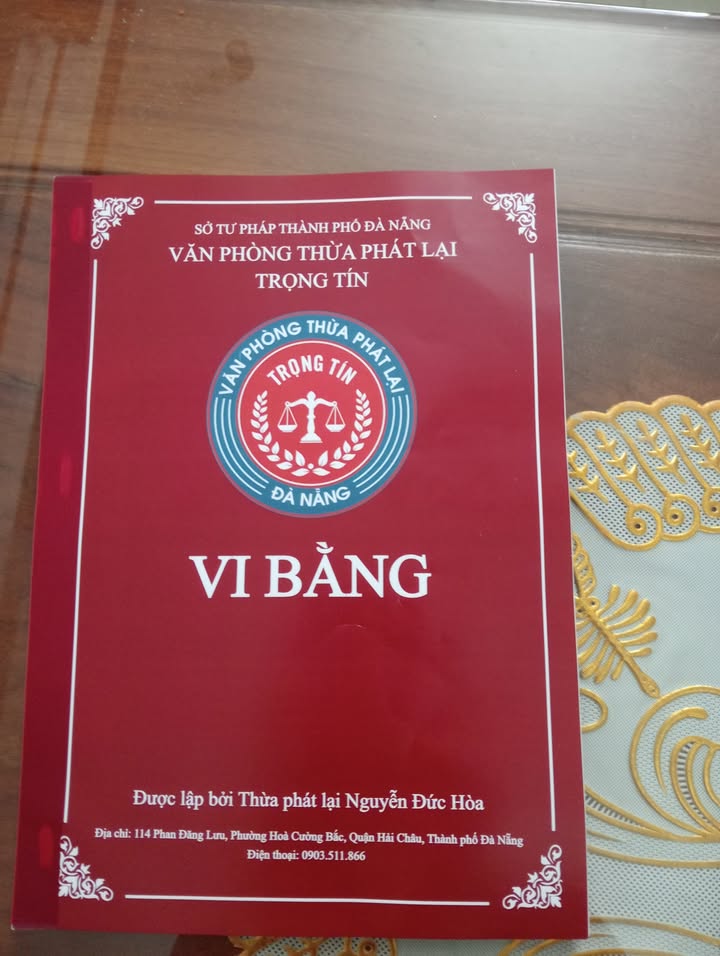 SỞ TƯ PHÁP THÀNH PHỐ ĐÀ NẴNG
VĂN PHÒNG THỪA PHÁT LẠI
TRỌNG TÍN
VĂN PHÒNG THỪA PHÁT LẠI
TRỌNG TÍN
ĐÀ NẴNG
VI BẰNG
Được lập bởi Thừa phát lại Nguyễn Đức Hòa
Địa chỉ: 114 Phan Đăng Lưu, Phường Hoà Cường Bắc, Quận Hải Châu, Thành phố Đà Nẵng
Điện thoại: 0903.511.866